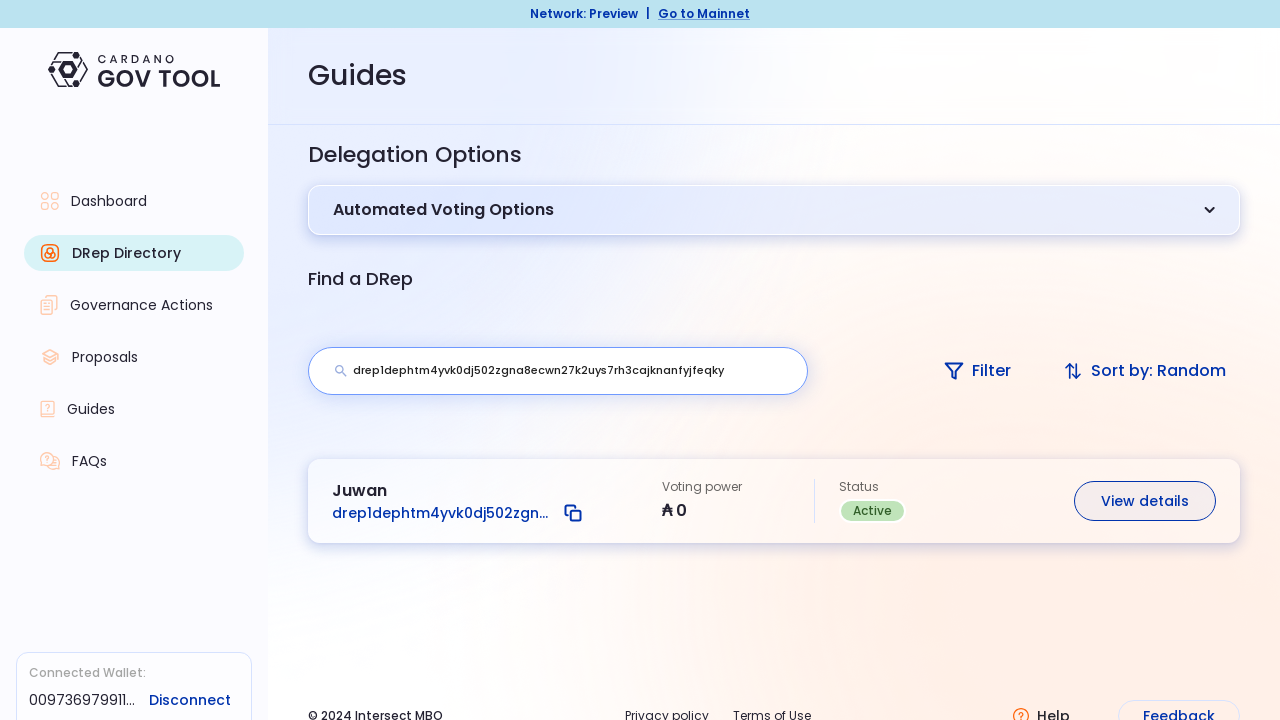 Network: Preview | Go to Mainnet
CARDANO
GOV TOOL
Dashboard
DRep Directory
Governance Actions
Proposals
Guides
FAQs
Connected Wallet:
009736979911...
Disconnect
Guides
Delegation Options
Automated Voting Options
Find a DRep
drep1dephtm4yvk0dj502zgna8ecwn27k2uys7rh3cajknanfyjfeqky
Filter
Sort by: Random
Juwan
drep1dephtm4yvk0dj502zgn...
Voting power
₳ 0
Status
Active
View details
© 2024 Intersect MBO
Privacy policy
Terms of Use
Help
Feedback